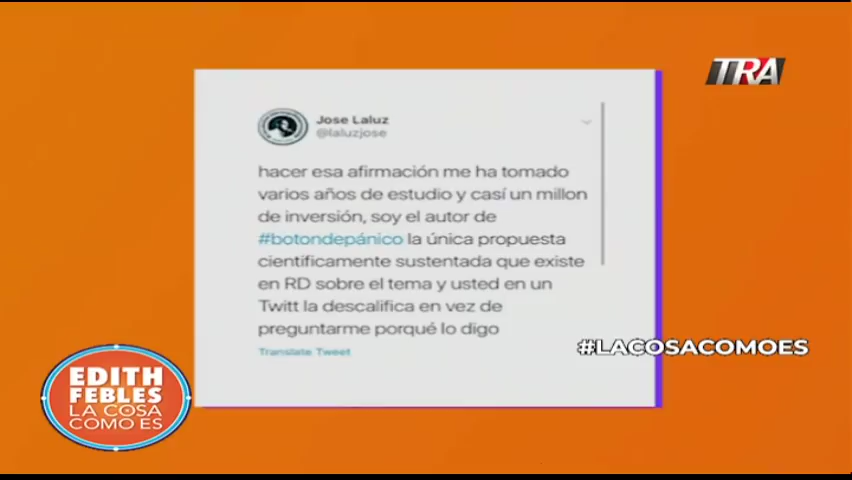 TRA
Jose Laluz
@laluzjose
hacer esa afirmación me ha tomado
varios años de estudio y casí un millon
de inversión, soy el autor de
#botondepánico la única propuesta
cientificamente sustentada que existe
en RD sobre el tema y usted en un
Twitt la descalifica en vez de
preguntarme porqué lo digo
Translate Tweet
#LACOSACOMOES
EDITH
FEBLES
LA COSA
COMO ES